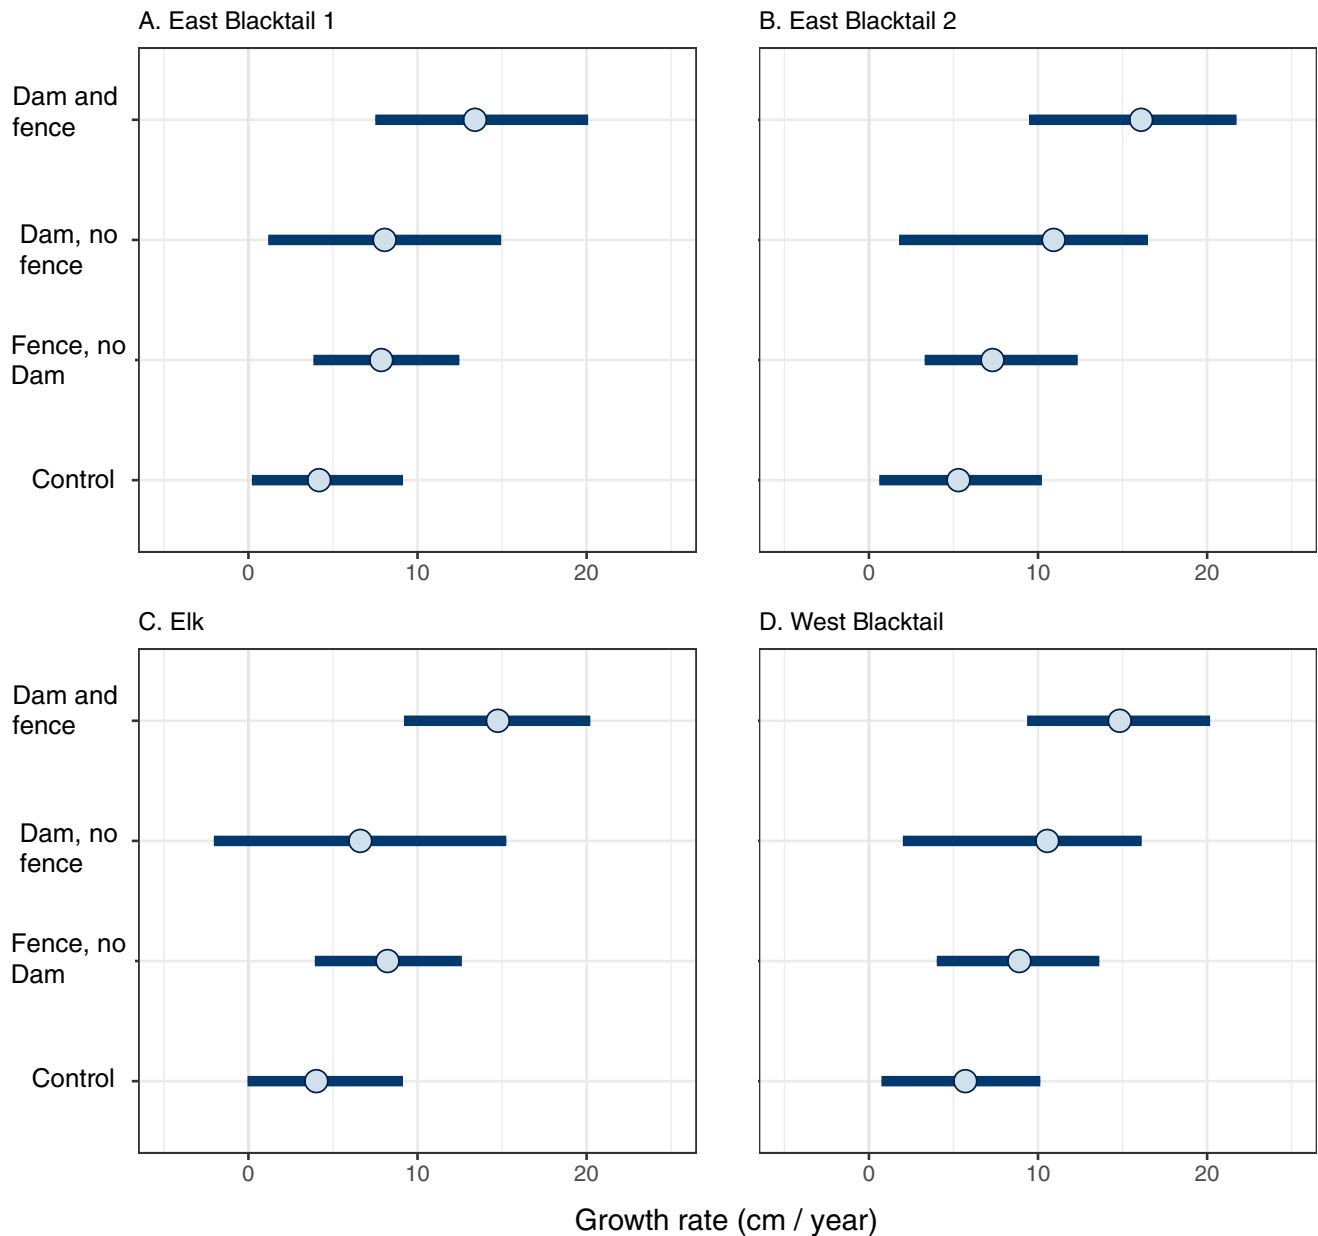 A. East Blacktail 1
B. East Blacktail 2
Dam and
fence
Dam, no
fence
Fence, no
Dam
Control
0 10 20
0 10 20
C. Elk
D. West Blacktail
Dam and
fence
Dam, no
fence
Fence, no
Dam
Control
0 10 20
0 10 20
Growth rate (cm / year)